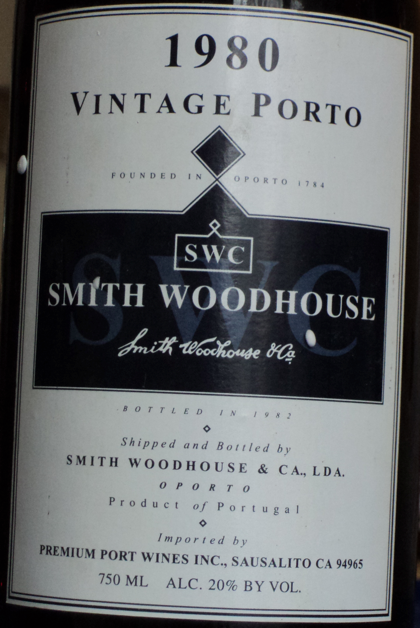 1980
VINTAGE PORTO
FOUNDED IN OPORTO 1784
SWC
SWC
SMITH WOODHOUSE
Smith Woodhouse & Co
BOTTLED IN 1982
Shipped and Bottled by
SMITH WOODHOUSE & CA., LDA.
OPORTO
Product of Portugal
Imported by
PREMIUM PORT WINES INC., SAUSALITO CA 94965
750 ML ALC. 20% BY VOL.